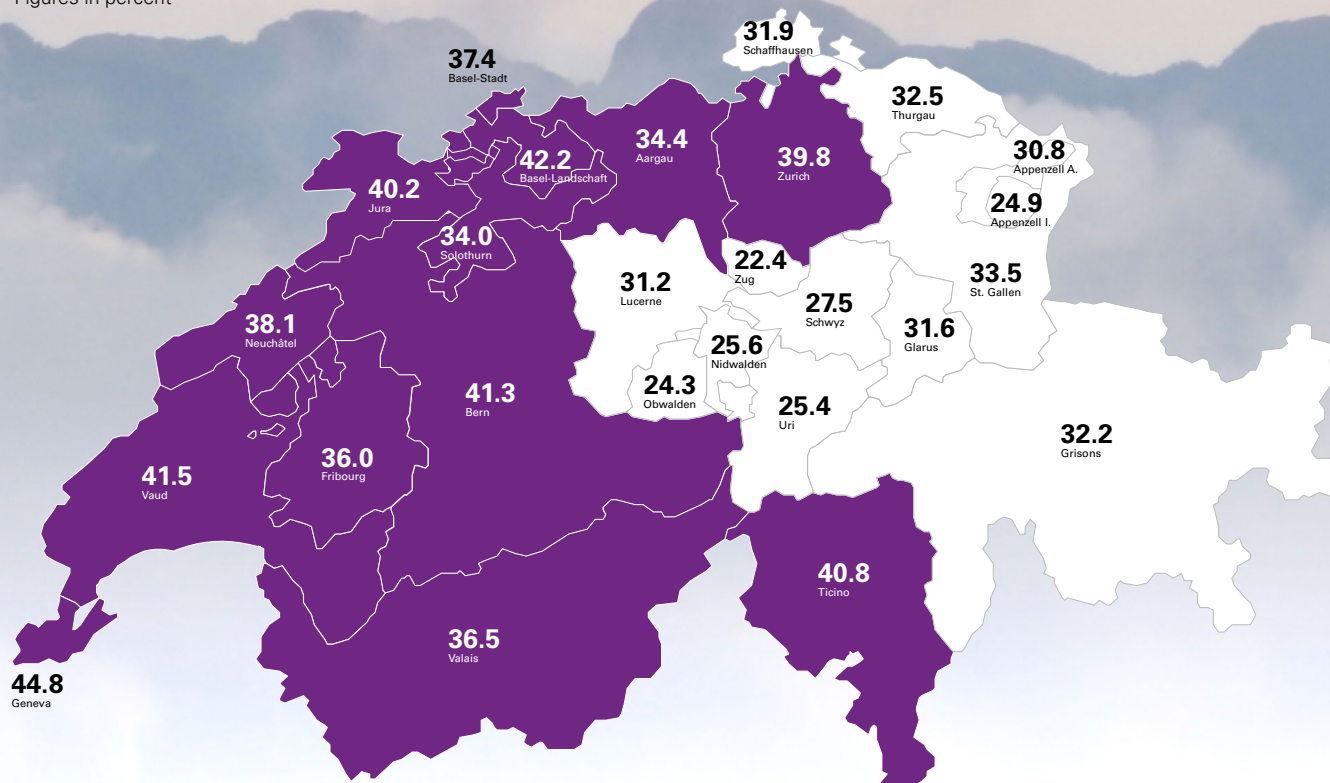 Figures in percent
31.9
Schaffhausen
37.4
Basel-Stadt
32.5
Thurgau
34.4
Aargau
39.8
Zurich
30.8
Appenzell A.
42.2
Basel-Landschaft
40.2
Jura
24.9
Appenzell I.
34.0
Solothurn
22.4
Zug
33.5
St. Gallen
31.2
Lucerne
27.5
Schwyz
38.1
Neuchâtel
31.6
Glarus
25.6
Nidwalden
24.3
Obwalden
41.3
Bern
25.4
Uri
32.2
Grisons
36.0
Fribourg
41.5
Vaud
40.8
Ticino
36.5
Valais
44.8
Geneva